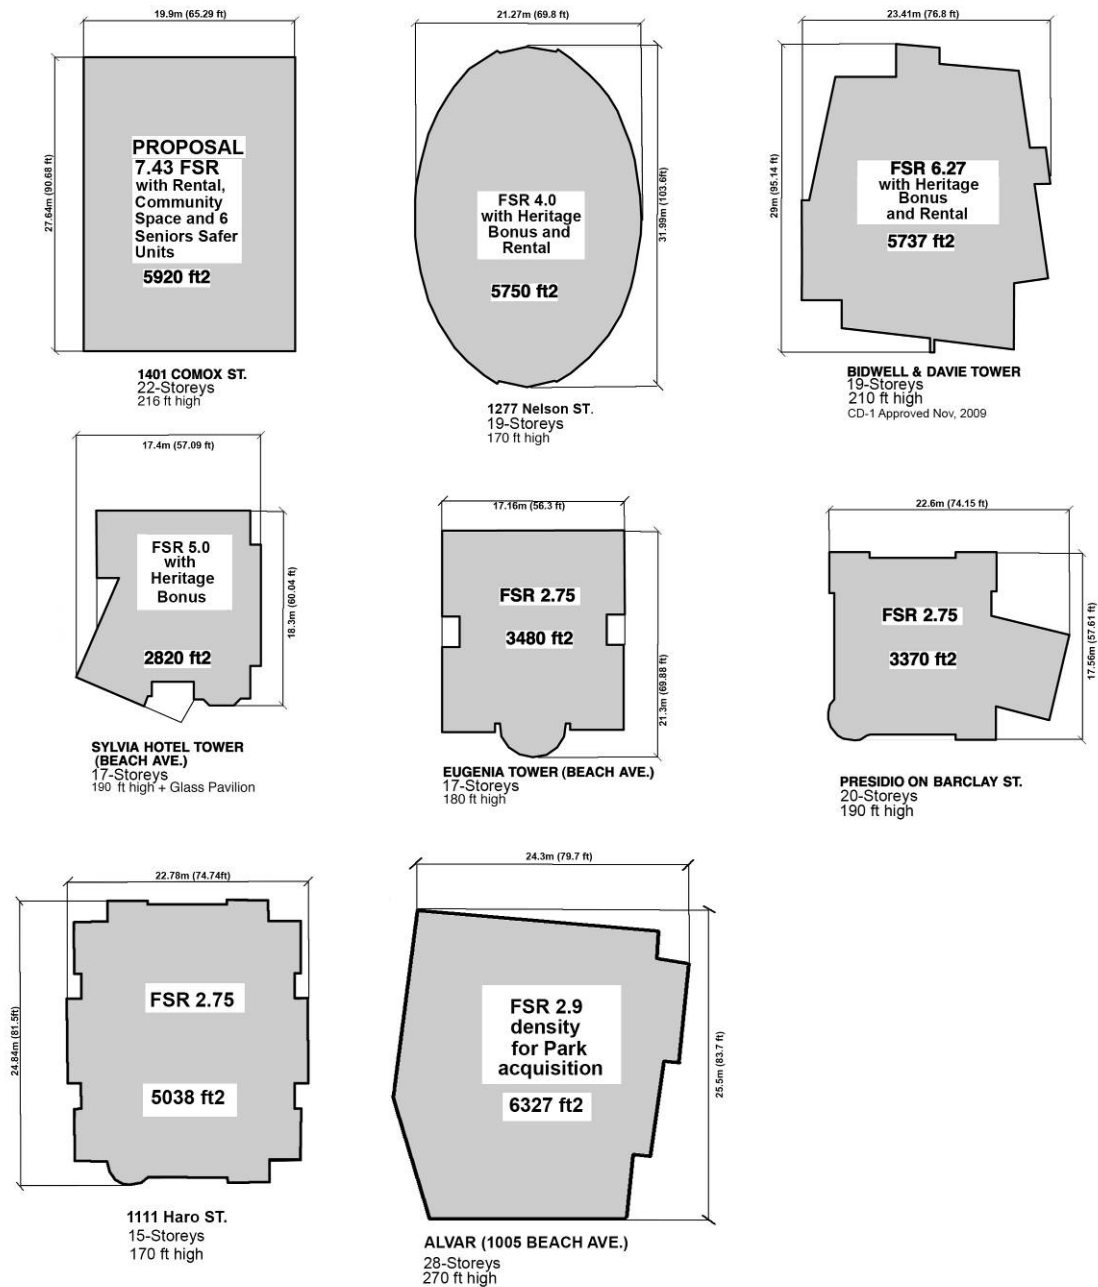 19.9m (65.29 ft)
27.64m (90.68 ft)
PROPOSAL
7.43 FSR
with Rental,
Community
Space and 6
Seniors Safer
Units
5920 ft2
1401 COMOX ST.
22-Storeys
216 ft high
21.27m (69.8 ft)
31.99m (103.6ft)
FSR 4.0
with Heritage
Bonus and
Rental
5750 ft2
1277 Nelson ST.
19-Storeys
170 ft high
23.41m (76.8 ft)
29m (95.14 ft)
FSR 6.27
with Heritage
Bonus
and Rental
5737 ft2
BIDWELL & DAVIE TOWER
19-Storeys
210 ft high
CD-1 Approved Nov, 2009
17.4m (57.09 ft)
18.3m (60.04 ft)
FSR 5.0
with
Heritage
Bonus
2820 ft2
SYLVIA HOTEL TOWER
(BEACH AVE.)
17-Storeys
190 ft high + Glass Pavilion
17.16m (56.3 ft)
21.3m (69.88 ft)
FSR 2.75
3480 ft2
EUGENIA TOWER (BEACH AVE.)
17-Storeys
180 ft high
22.6m (74.15 ft)
17.56m (57.61 ft)
FSR 2.75
3370 ft2
PRESIDIO ON BARCLAY ST.
20-Storeys
190 ft high
22.78m (74.74ft)
24.84m (81.5ft)
FSR 2.75
5038 ft2
1111 Haro ST.
15-Storeys
170 ft high
24.3m (79.7 ft)
25.5m (83.7 ft)
FSR 2.9
density
for Park
acquisition
6327 ft2
ALVAR (1005 BEACH AVE.)
28-Storeys
270 ft high